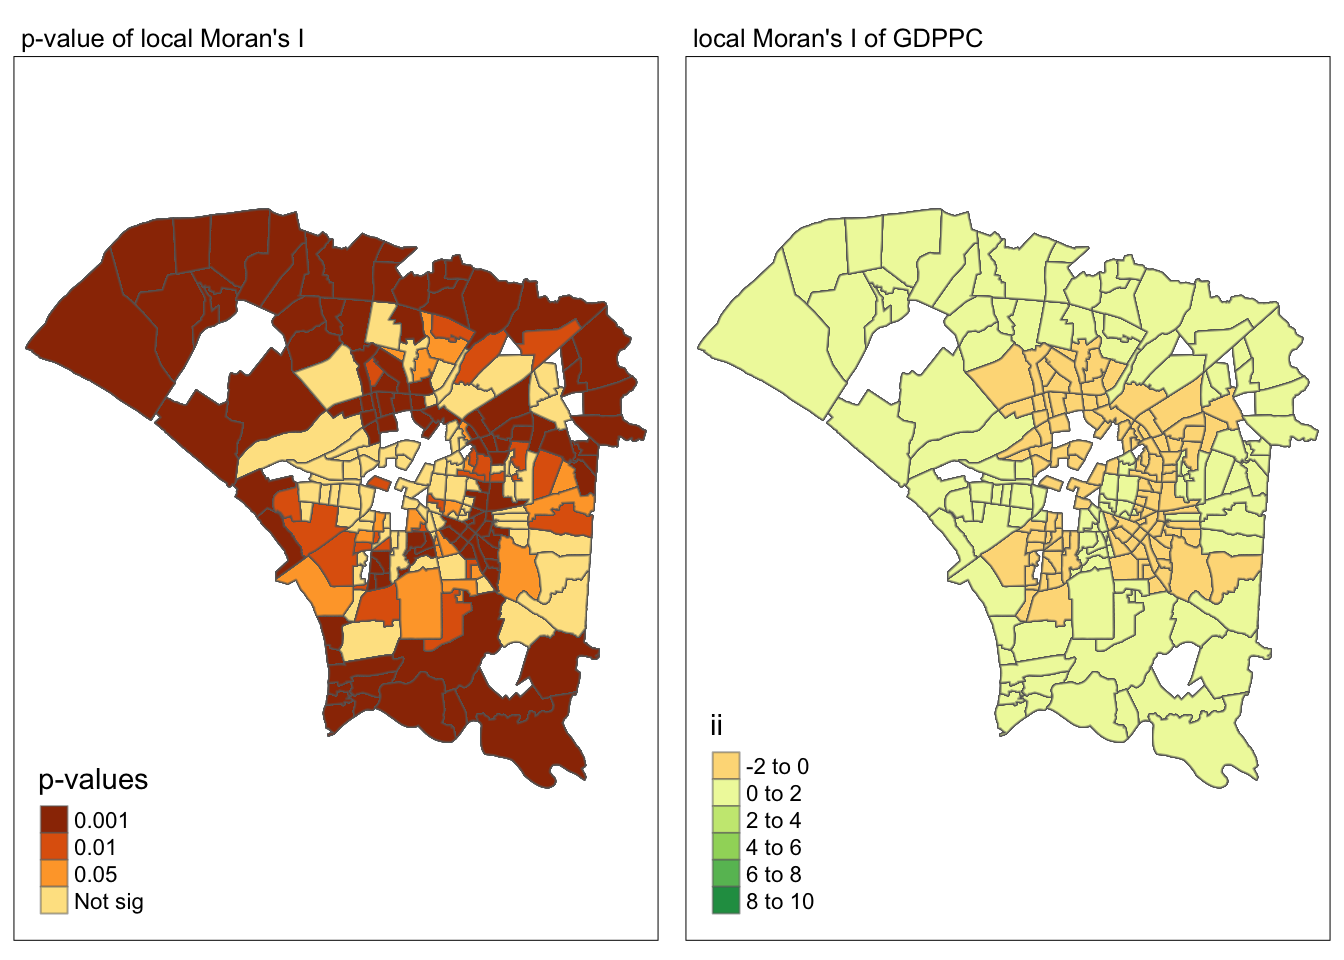 p-value of local Moran's I
local Moran's I of GDPPC
p-values
0.001
0.01
0.05
Not sig
ii
-2 to 0
0 to 2
2 to 4
4 to 6
6 to 8
8 to 10